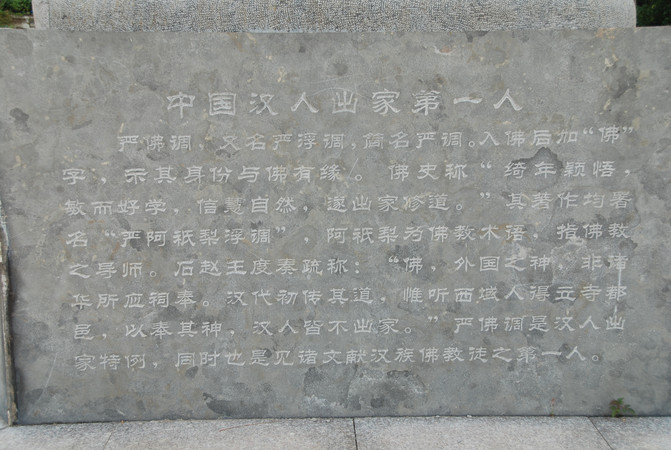 中国汉人出家第一人
严佛调，又名严浮调，简名严调。入佛后加“佛”
字，示其身份与佛有缘。佛史称“绮年颖悟，
敏而好学，信慧自然，遂出家修道。”其著作均署
名“严阿祇梨浮调”，阿祇梨为佛教术语，指佛教
之导师。石赵王度奏疏称：“佛，外国之神，非诸
华所应祠奉。汉代初传其道，惟听西域人得立寺都
邑，以奉其神，汉人皆不出家。”严佛调是汉人出
家特例，同时也是见诸文献汉族佛教徒之第一人。